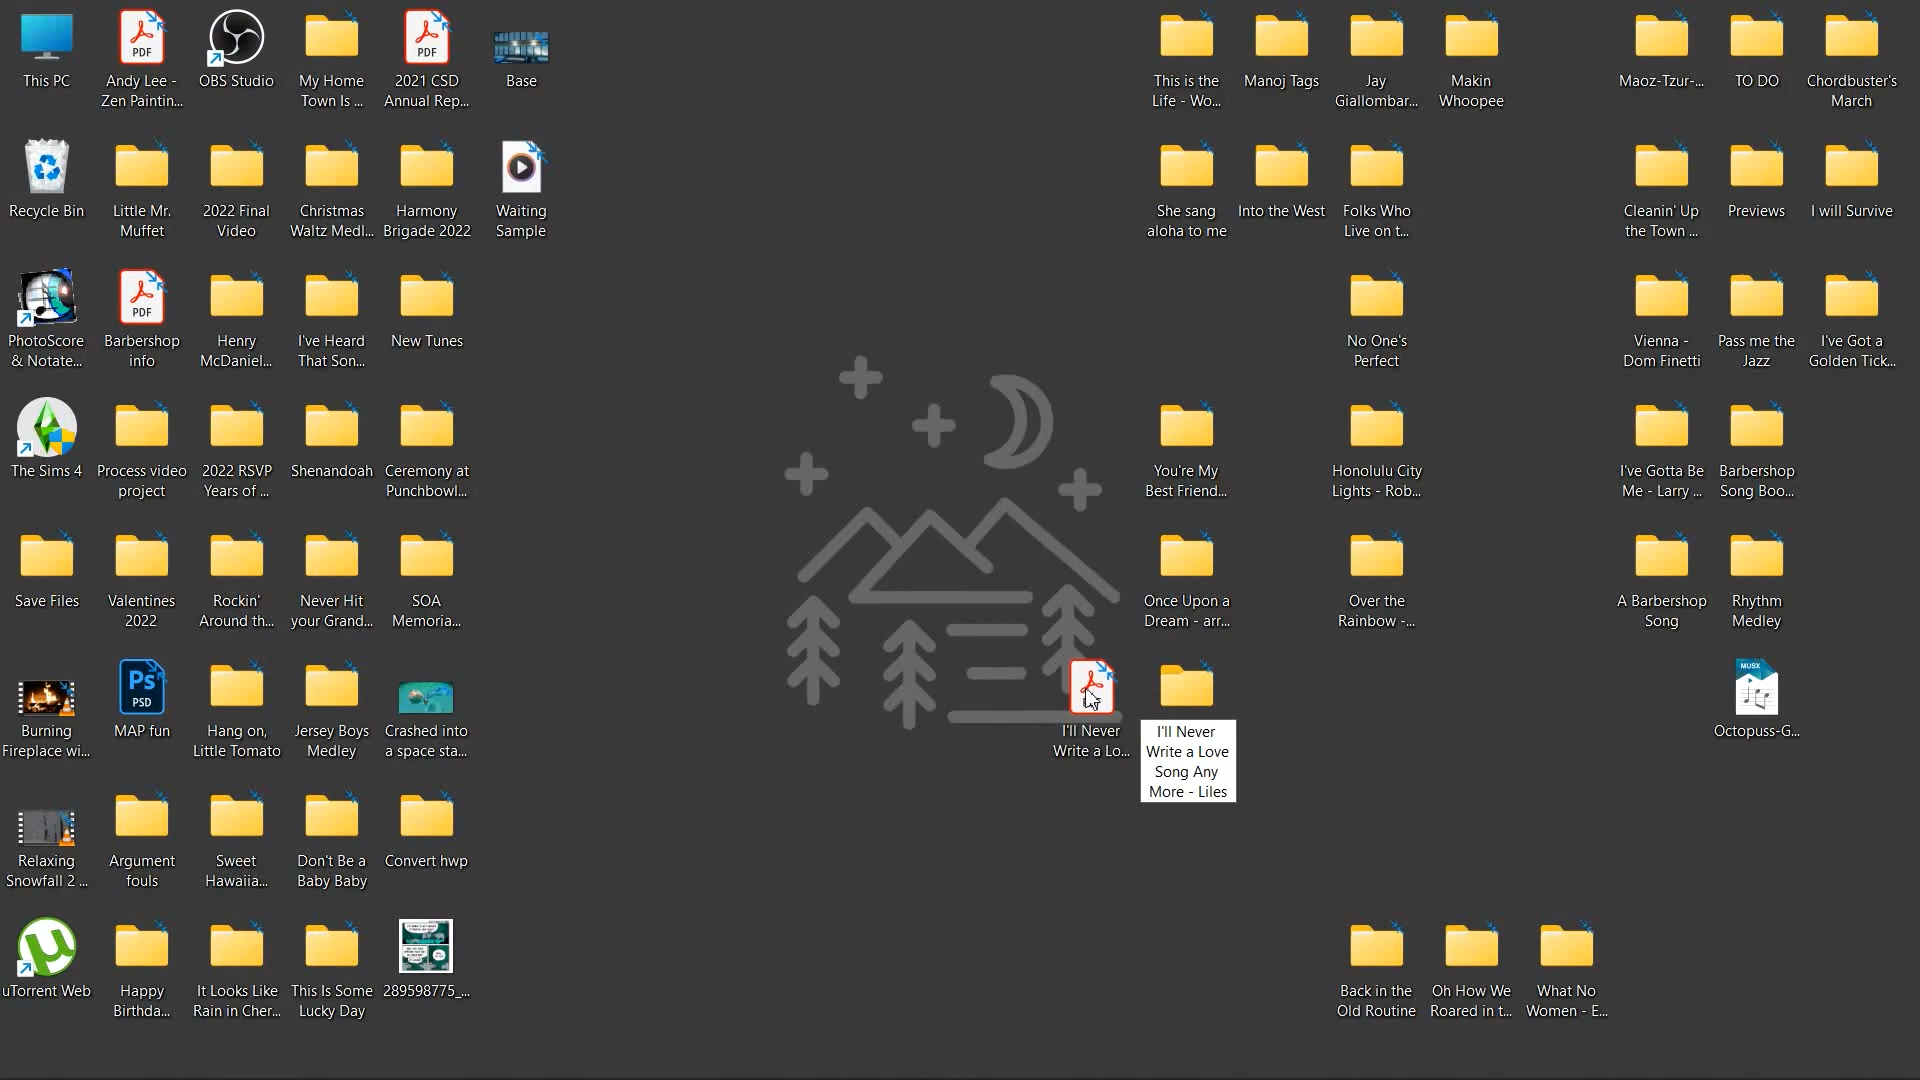 This PC
PDF
Andy Lee -
Zen Paintin...
OBS Studio
My Home
Town Is ...
PDF
2021 CSD
Annual Rep...
Base
This is the
Life - Wo...
Manoj Tags
Jay
Giallombar...
Makin
Whoopee
Maoz-Tzur-...
TO DO
Chordbuster's
March
Recycle Bin
Little Mr.
Muffet
2022 Final
Video
Christmas
Waltz Medl...
Harmony
Brigade 2022
Waiting
Sample
She sang
aloha to me
Into the West
Folks Who
Live on t...
Cleanin' Up
the Town ...
Previews
I will Survive
PhotoScore
& Notate...
PDF
Barbershop
info
Henry
McDaniel...
I've Heard
That Son...
New Tunes
No One's
Perfect
Vienna -
Dom Finetti
Pass me the
Jazz
I've Got a
Golden Tick...
The Sims 4
Process video
project
2022 RSVP
Years of ...
Shenandoah
Ceremony at
Punchbowl...
You're My
Best Friend...
Honolulu City
Lights - Rob...
I've Gotta Be
Me - Larry ...
Barbershop
Song Boo...
Save Files
Valentines
2022
Rockin'
Around th...
Never Hit
your Grand...
SOA
Memoria...
Once Upon a
Dream - arr...
Over the
Rainbow -...
A Barbershop
Song
Rhythm
Medley
Burning
Fireplace wi...
Ps
PSD
MAP fun
Hang on,
Little Tomato
Jersey Boys
Medley
Crashed into
a space sta...
I'll Never
Write a Lo...
I'll Never
Write a Love
Song Any
More - Liles
MUSX
Octopuss-G...
Relaxing
Snowfall 2 ...
Argument
fouls
Sweet
Hawaiia...
Don't Be a
Baby Baby
Convert hwp
uTorrent Web
Happy
Birthda...
It Looks Like
Rain in Cher...
This Is Some
Lucky Day
289598775_...
Back in the
Old Routine
Oh How We
Roared in t...
What No
Women - E...